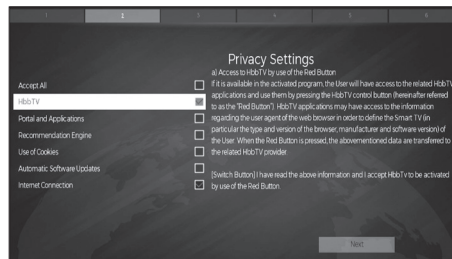 1 2 3 4 5 6
Privacy Settings
a) Access to HbbTV by use of the Red Button
If it is available in the activated program, the User will have access to the related HbbTV
applications and use them by pressing the HbbTV control button (hereinafter referred
to as the "Red Button"). HbbTV applications may have access to the information
regarding the user agent of the web browser in order to define the Smart TV (in
particular the type and version of the browser, manufacturer and software version) of
the User. When the Red Button is pressed, the abovementioned data are transferred to
the related HbbTV provider.
[Switch Button] I have read the above information and I accept HbbTv to be activated
by use of the Red Button
Accept All
HbbTV
Portal and Applications
Recommendation Engine
Use of Cookies
Automatic Software Updates
Internet Connection
Next